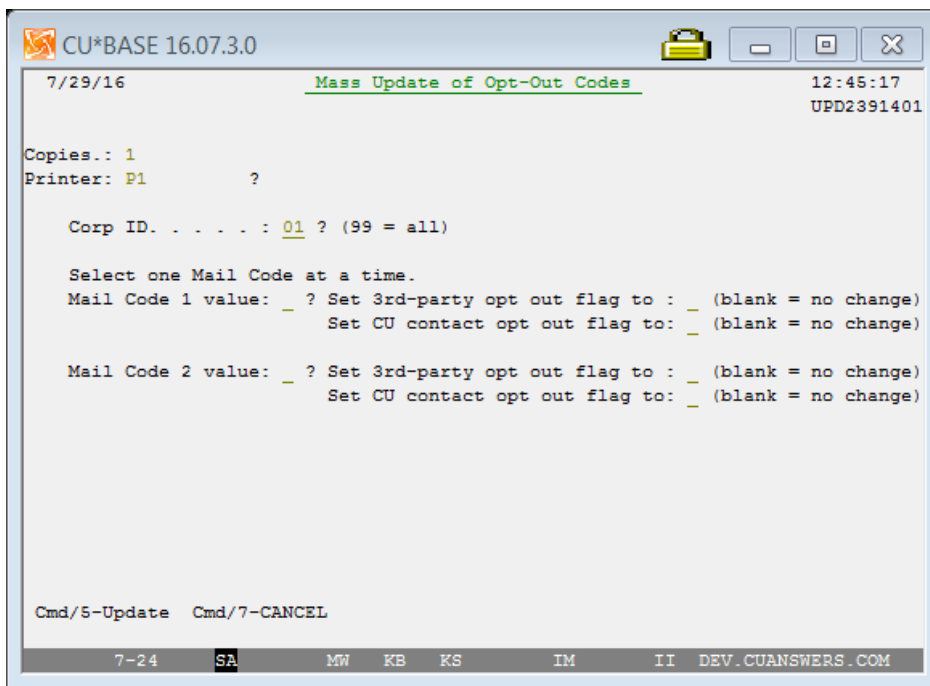 CU*BASE 16.07.3.0
7/29/16 Mass Update of Opt-Out Codes 12:45:17
UPD2391401
Copies.: 1
Printer: P1 ?
Corp ID. . . . . : 01 ? (99 = all)
Select one Mail Code at a time.
Mail Code 1 value: _ ? Set 3rd-party opt out flag to : _ (blank = no change)
Set CU contact opt out flag to: _ (blank = no change)
Mail Code 2 value: _ ? Set 3rd-party opt out flag to : _ (blank = no change)
Set CU contact opt out flag to: _ (blank = no change)
Cmd/5-Update Cmd/7-CANCEL
7-24 SA MW KB KS IM II DEV.CUANSWERS.COM